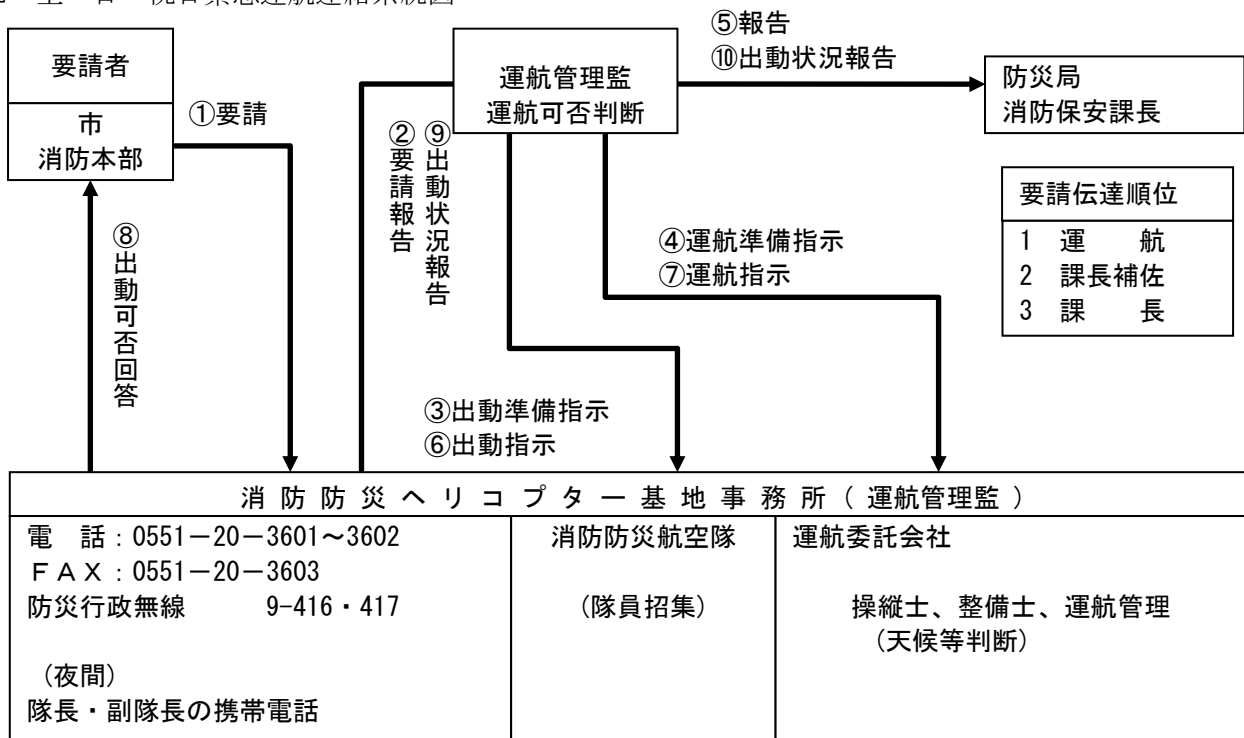 要請者
市
消防本部
①要請
⑧出動可否回答
運航管理監
運航可否判断
②要請報告
⑨出動状況報告
⑤報告
⑩出動状況報告
防災局
消防保安課長
要請伝達順位
1 運 航
2 課長補佐
3 課 長
④運航準備指示
⑦運航指示
③出動準備指示
⑥出動指示
消防防災ヘリコプター基地事務所(運航管理監)
電 話:0551－20－3601～3602
ＦＡＸ:0551－20－3603
防災行政無線 9-416・417
(夜間)
隊長・副隊長の携帯電話
消防防災航空隊
(隊員招集)
運航委託会社
操縦士、整備士、運航管理
(天候等判断)